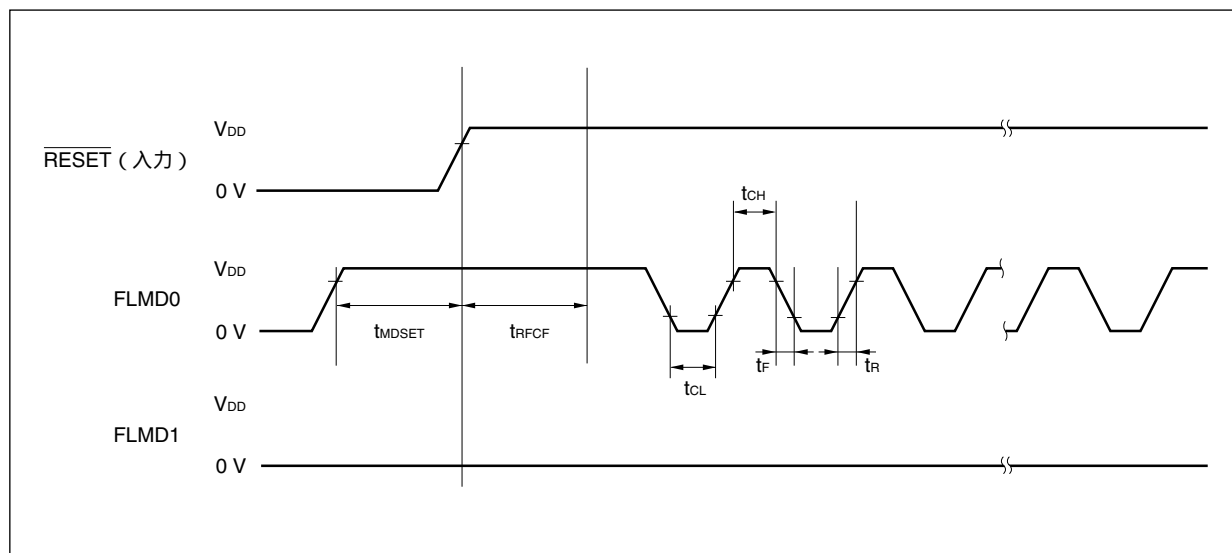 VDD
RESET（入力）
0 V
tCH
VDD
FLMD0
tMDSET
tRFCF
tF
tR
0 V
tCL
VDD
FLMD1
0 V